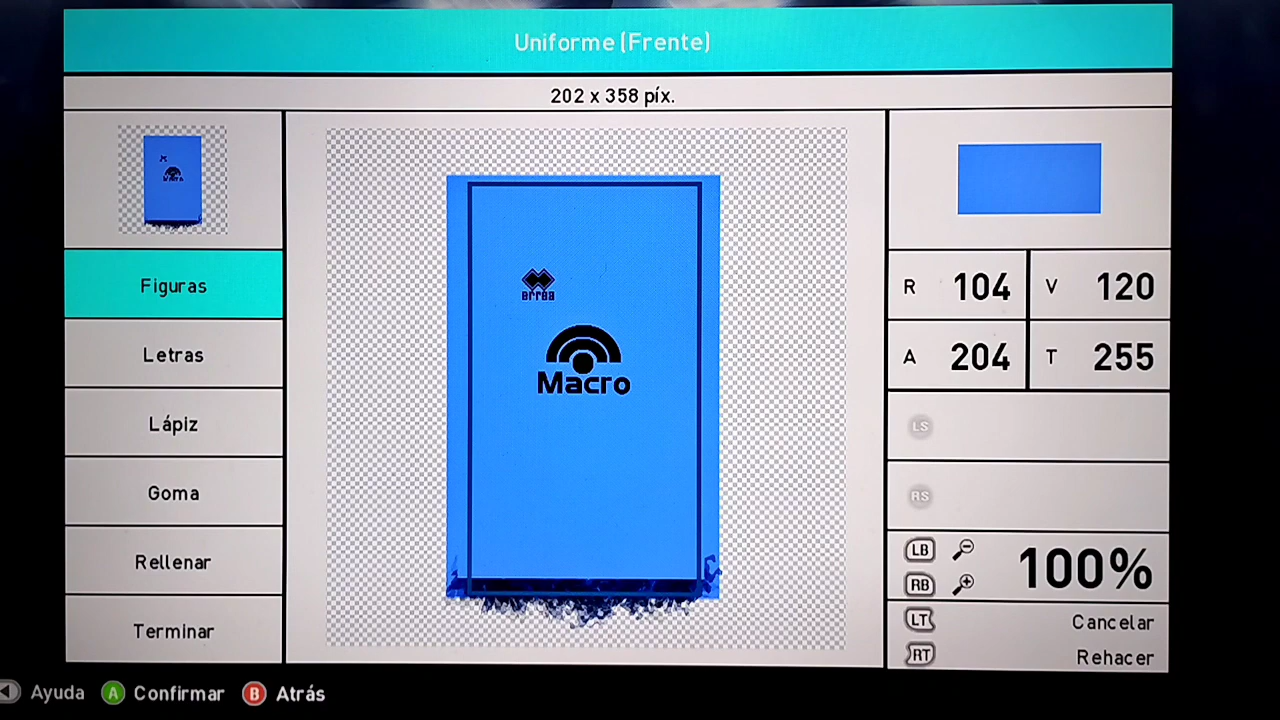 Uniforme (Frente)
202 x 358 píx.
Figuras
Letras
Lápiz
Goma
Rellenar
Terminar
errea
Macro
R 104 V 120
A 204 T 255
LS
RS
LB 100%
RB
LT Cancelar
RT Rehacer
Ayuda A Confirmar B Atrás